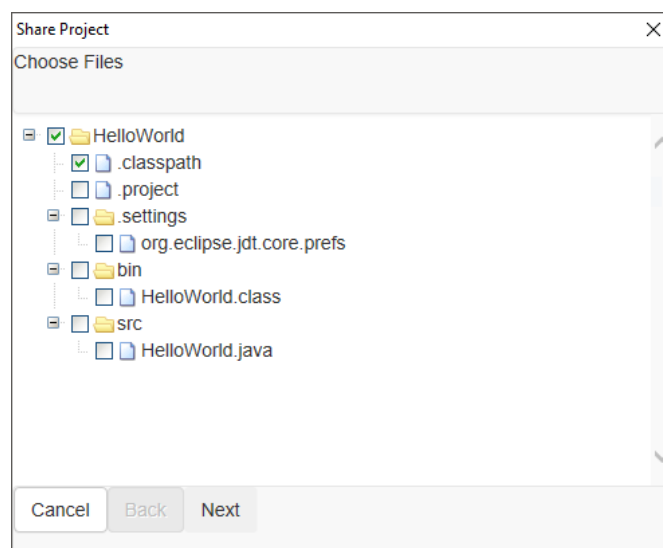 Share Project
Choose Files
HelloWorld
.classpath
.project
.settings
org.eclipse.jdt.core.prefs
bin
HelloWorld.class
src
HelloWorld.java
Cancel Back Next